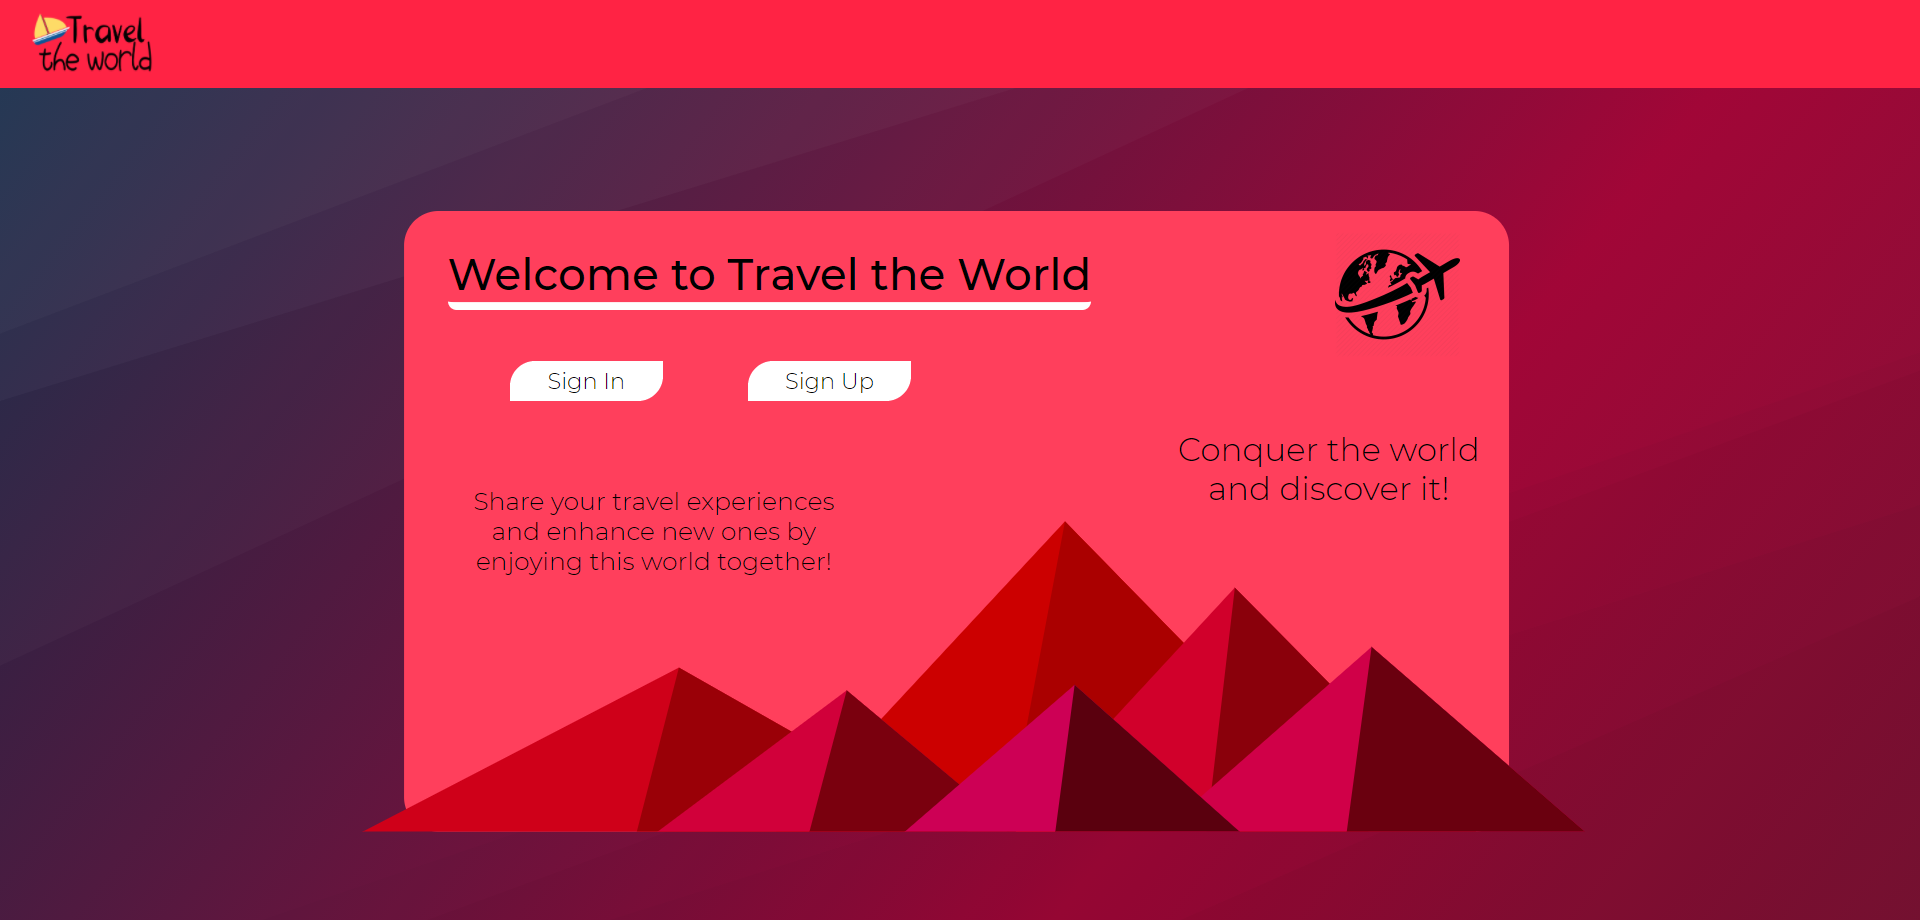 Travel
the world
Welcome to Travel the World
Sign In
Sign Up
Conquer the world
and discover it!
Share your travel experiences
and enhance new ones by
enjoying this world together!